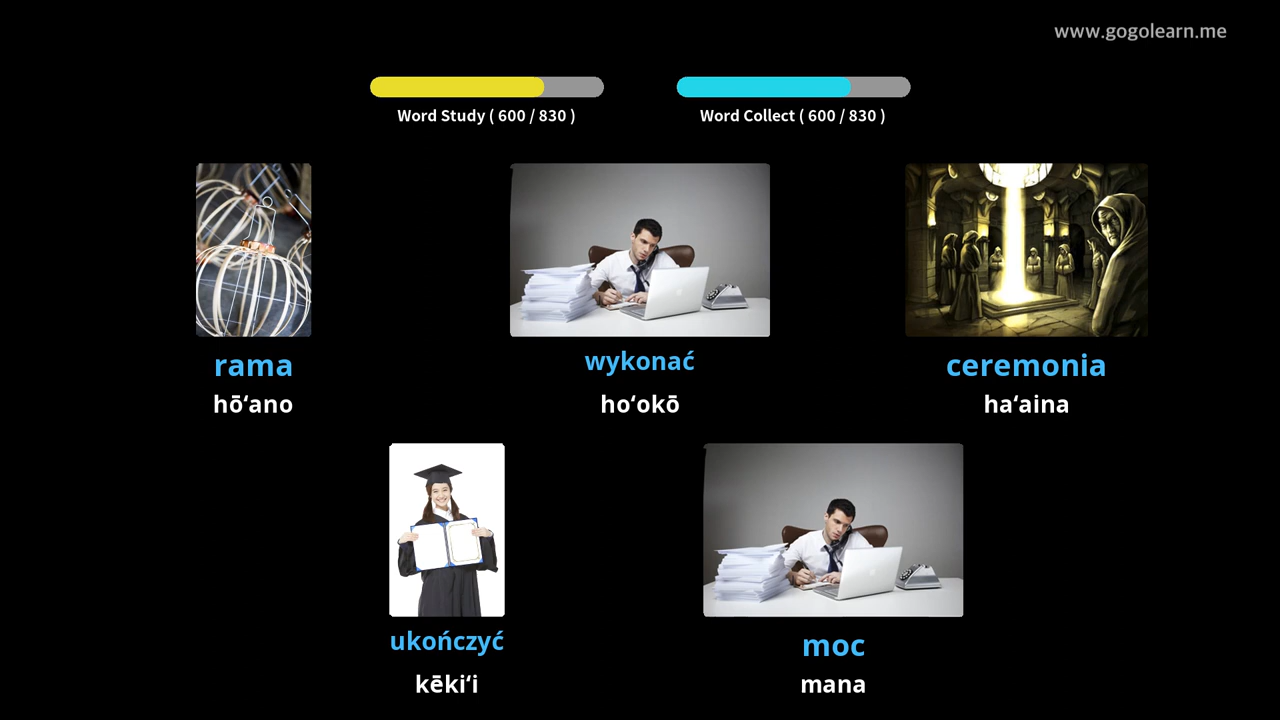 www.gogolearn.me
Word Study ( 600 / 830 )
Word Collect ( 600 / 830 )
rama
hōʻano
wykonać
hoʻokō
ceremonia
haʻaina
ukończyć
kēkiʻi
moc
mana